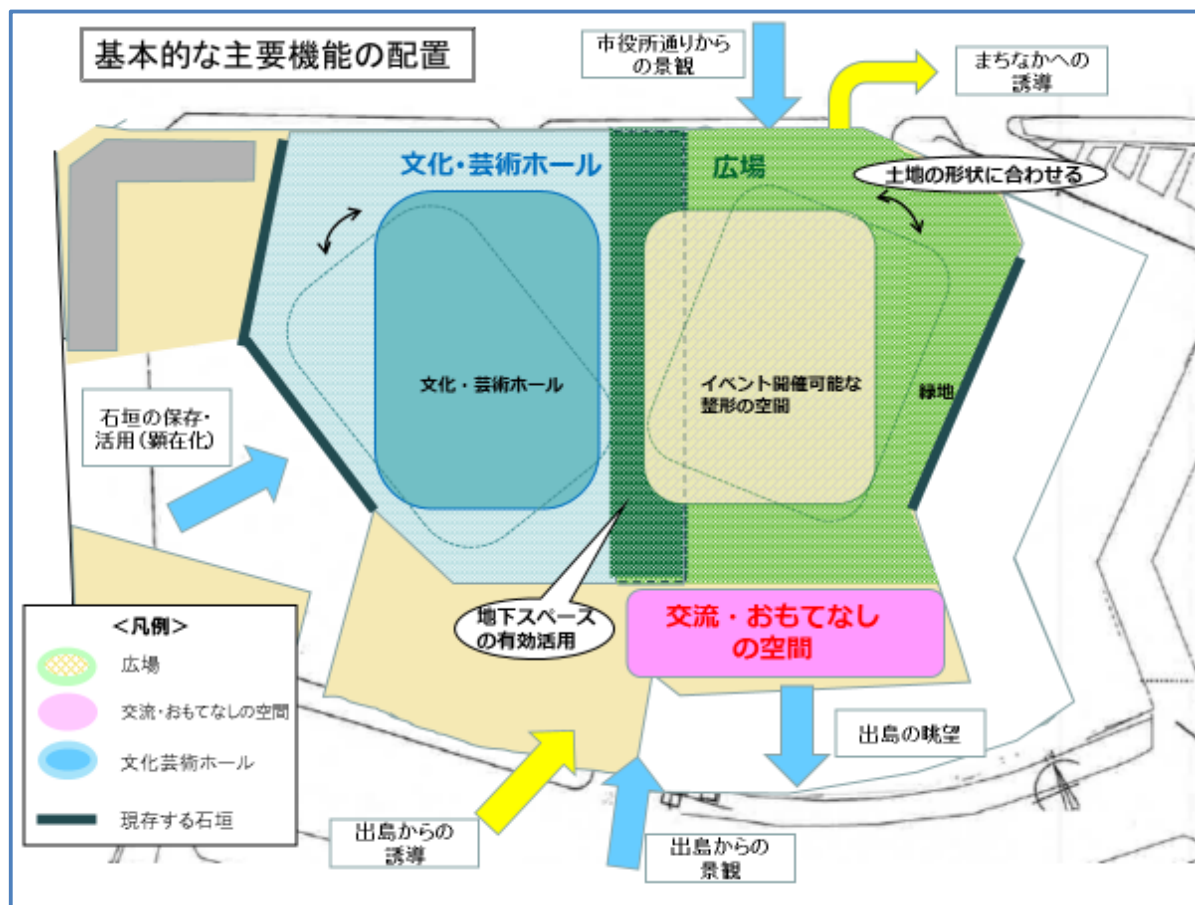 基本的な主要機能の配置
市役所通りから
の景観
まちなかへの
誘導
文化・芸術ホール
広場
土地の形状に合わせる
文化・芸術ホール
イベント開催可能な
整形の空間
緑地
石垣の保存・
活用（顕在化）
地下スペース
の有効活用
交流・おもてなし
の空間
＜凡例＞
広場
交流・おもてなしの空間
文化芸術ホール
現存する石垣
出島の眺望
出島からの
誘導
出島からの
景観